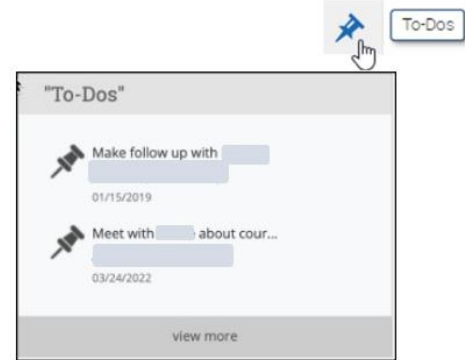 To-Dos
"To-Dos"
Make follow up with
01/15/2019
Meet with about cour...
03/24/2022
view more